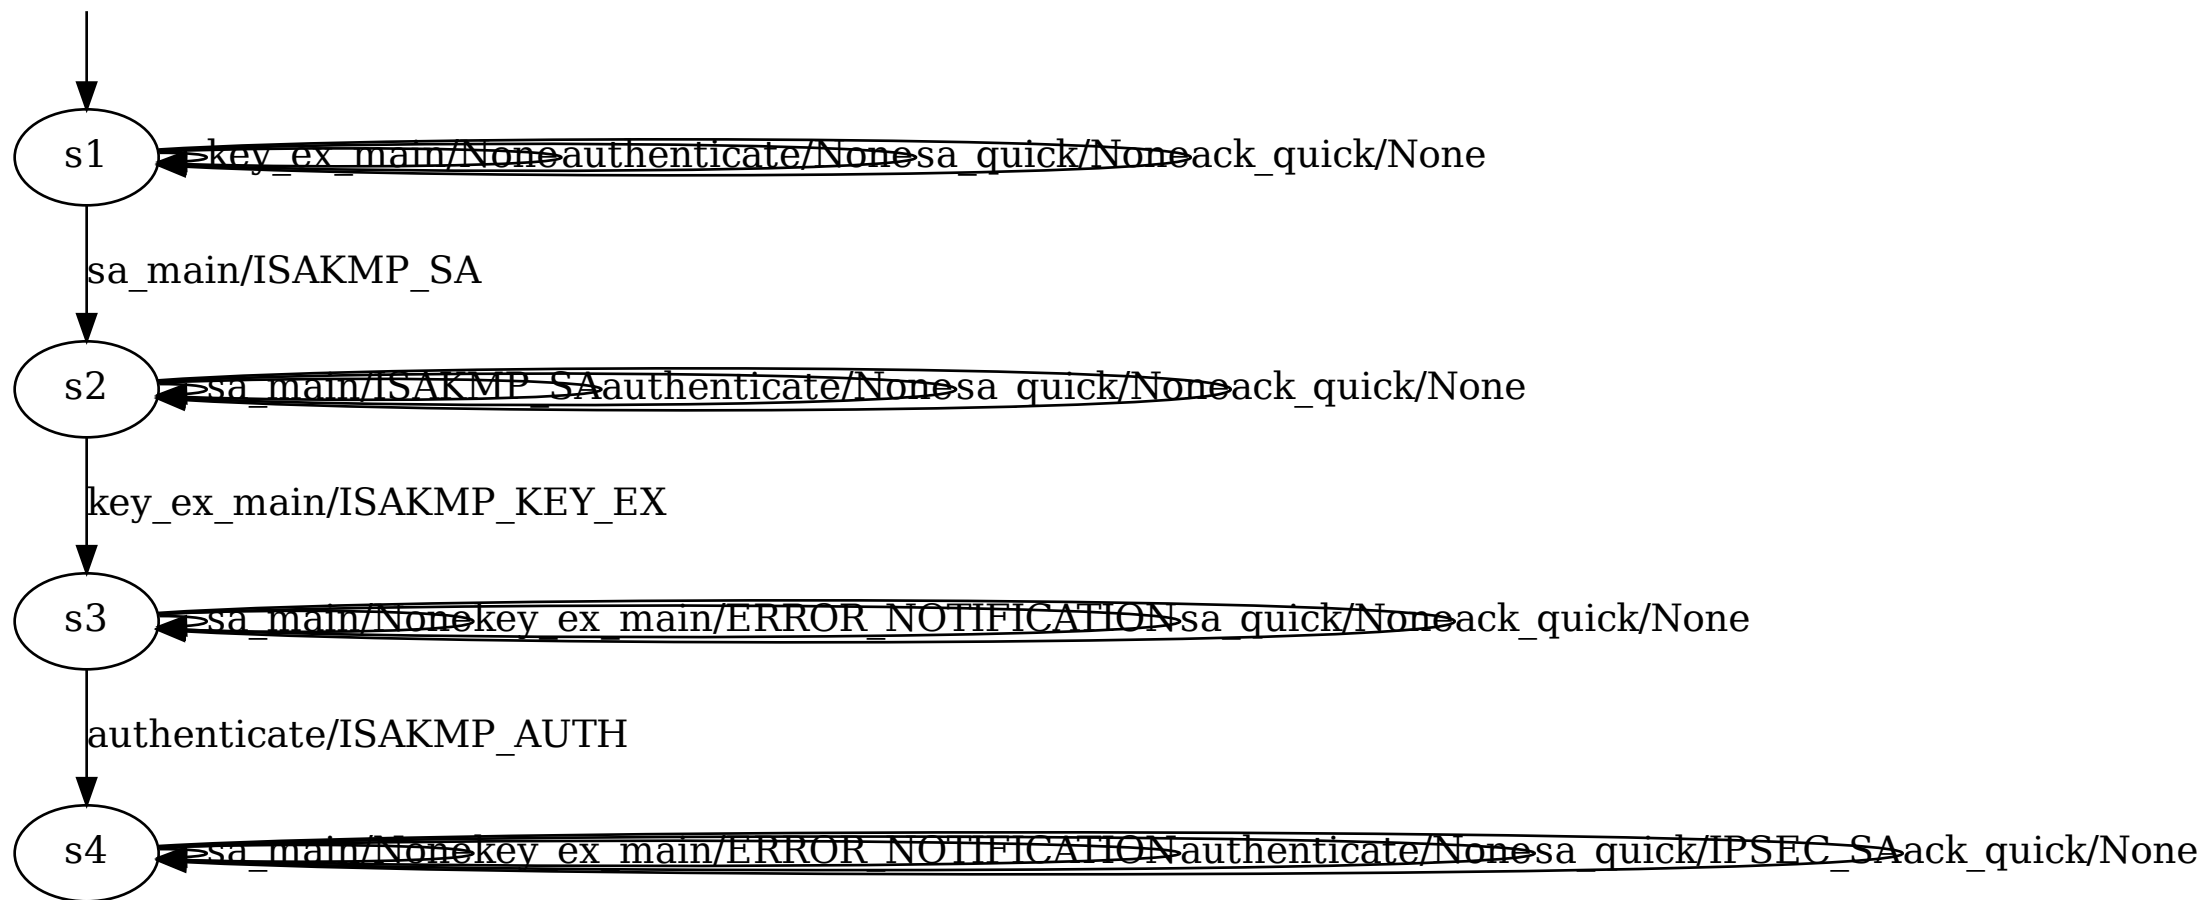 s1 key_ex_main/None authenticate/None sa_quick/None ack_quick/None
sa_main/ISAKMP_SA
s2 sa_main/ISAKMP_SA authenticate/None sa_quick/None ack_quick/None
key_ex_main/ISAKMP_KEY_EX
s3 sa_main/None key_ex_main/ERROR_NOTIFICATION sa_quick/None ack_quick/None
authenticate/ISAKMP_AUTH
s4 sa_main/None key_ex_main/ERROR_NOTIFICATION authenticate/None sa_quick/IPSEC_SA ack_quick/None